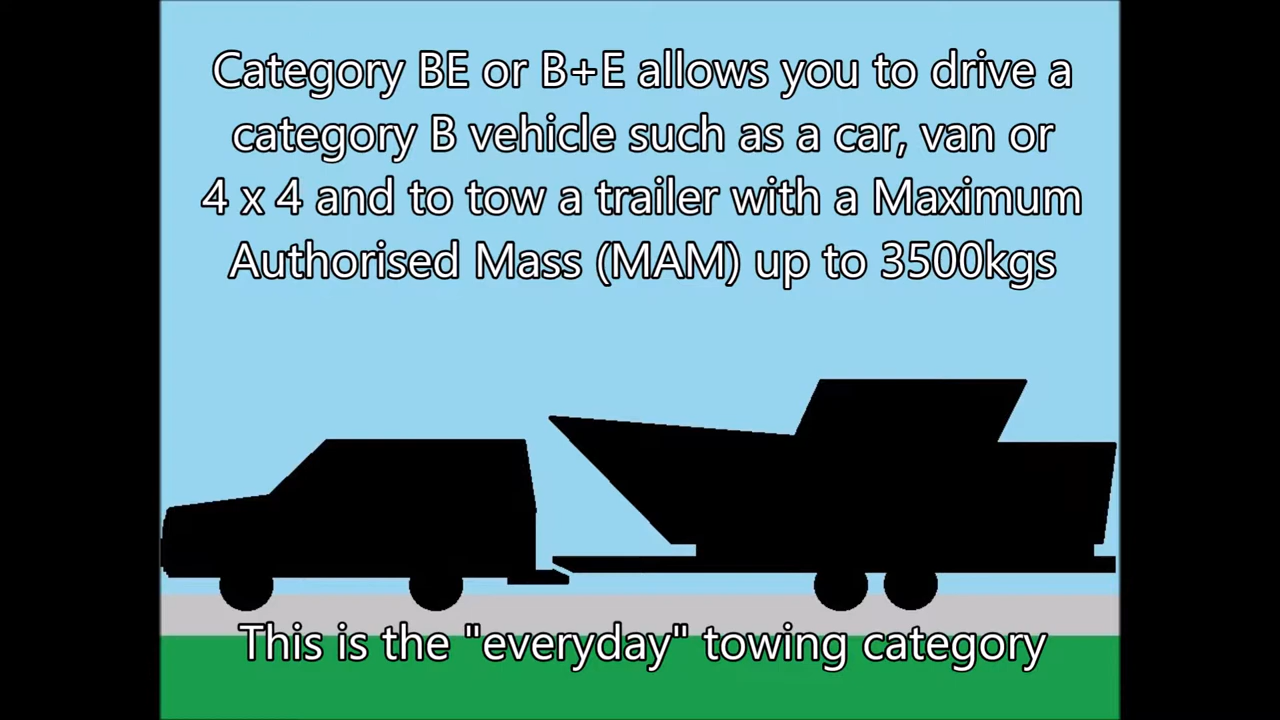 Category BE or B+E allows you to drive a
category B vehicle such as a car, van or
4 x 4 and to tow a trailer with a Maximum
Authorised Mass (MAM) up to 3500kgs
This is the "everyday" towing category